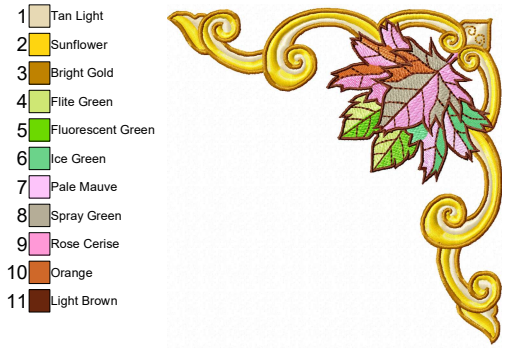 1 Tan Light
2 Sunflower
3 Bright Gold
4 Flite Green
5 Fluorescent Green
6 Ice Green
7 Pale Mauve
8 Spray Green
9 Rose Cerise
10 Orange
11 Light Brown